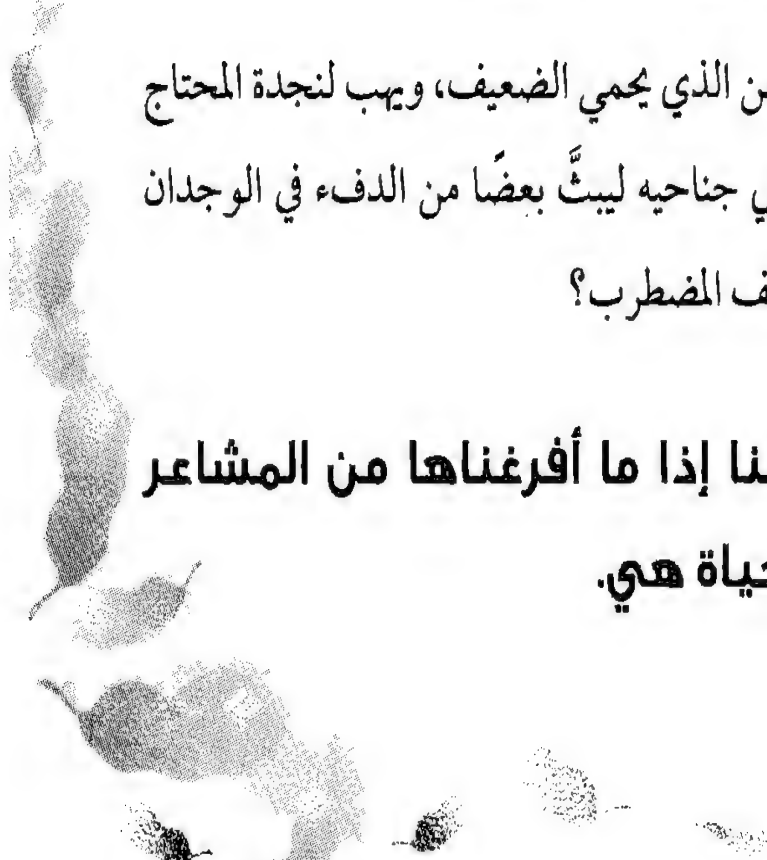 ن الذي يحمي الضعيف، ويهب لنجدة المحتاج
ي جناحيه ليبثَّ بعضًا من الدفء في الوجدان
ف المضطرب؟
نا إذا ما أفرغناها من المشاعر
حياة هي.